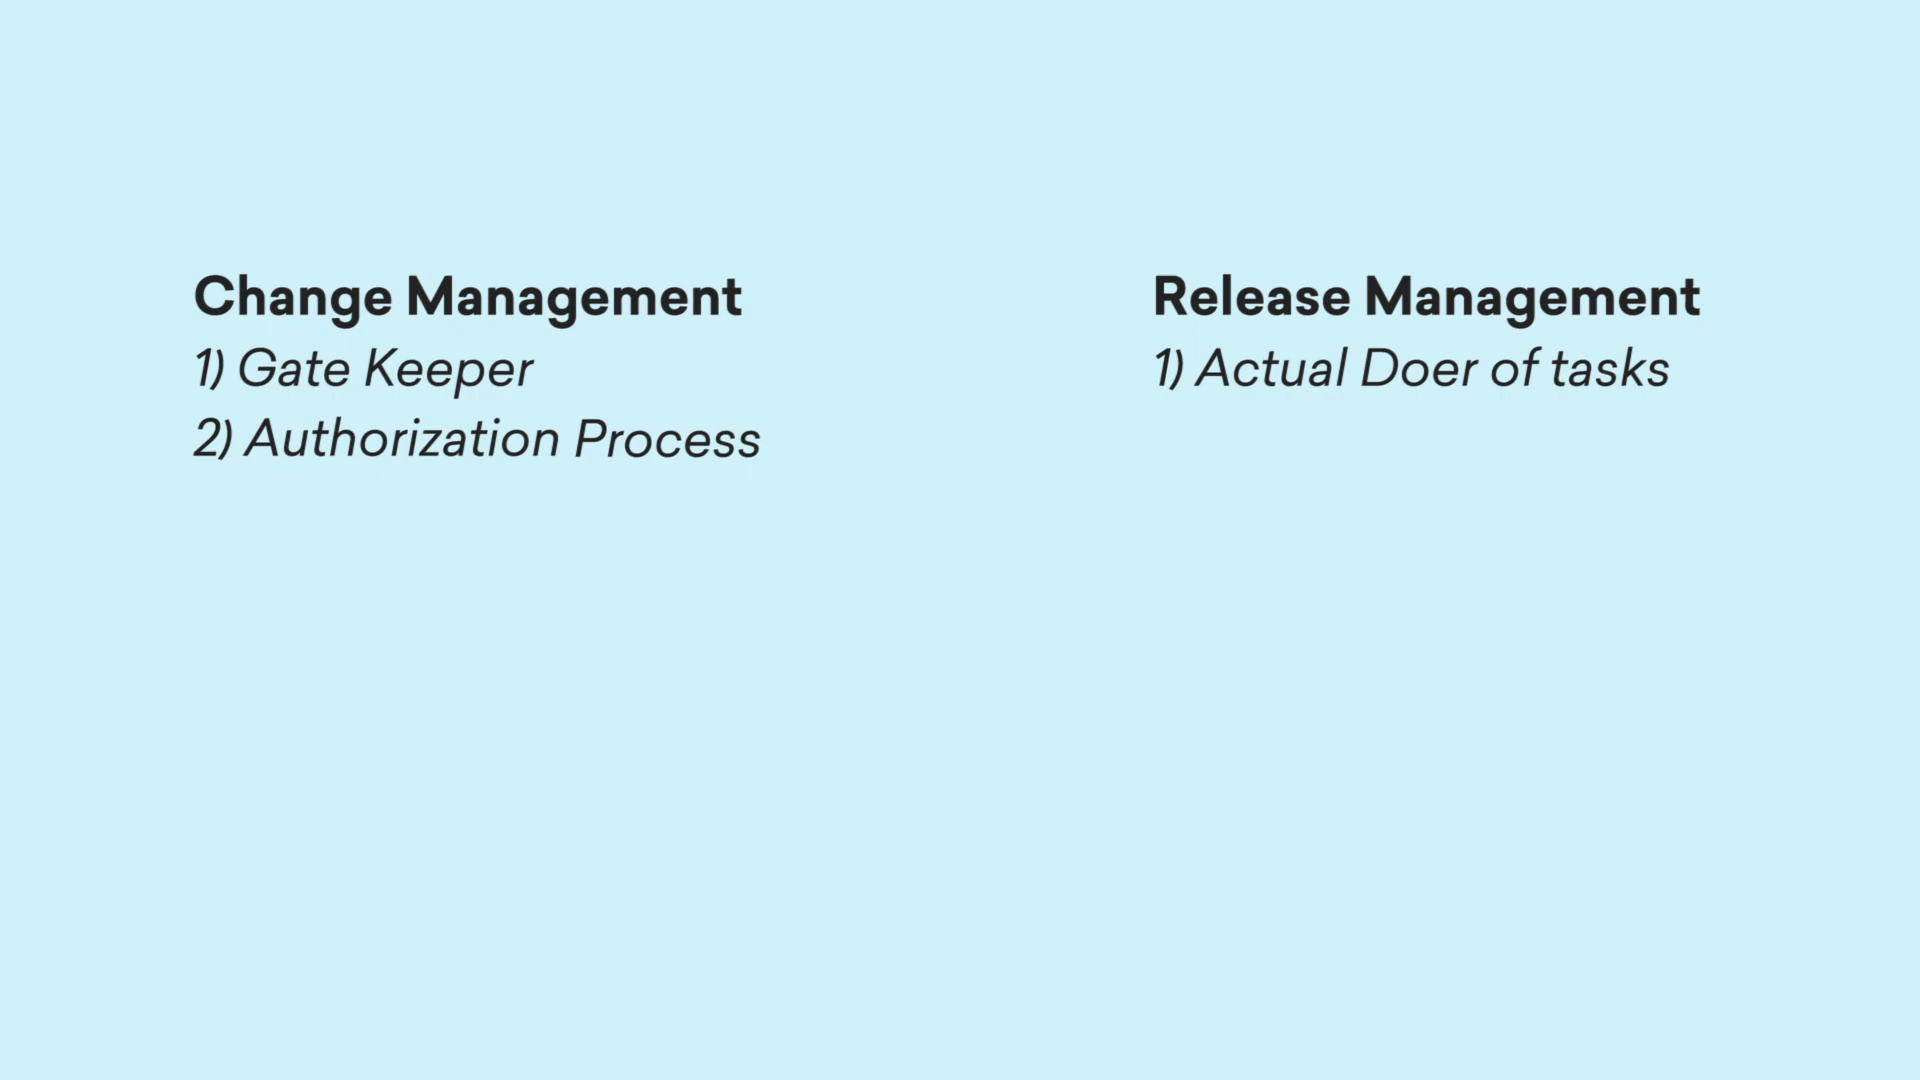 Change Management
1) Gate Keeper
2) Authorization Process
Release Management
1) Actual Doer of tasks